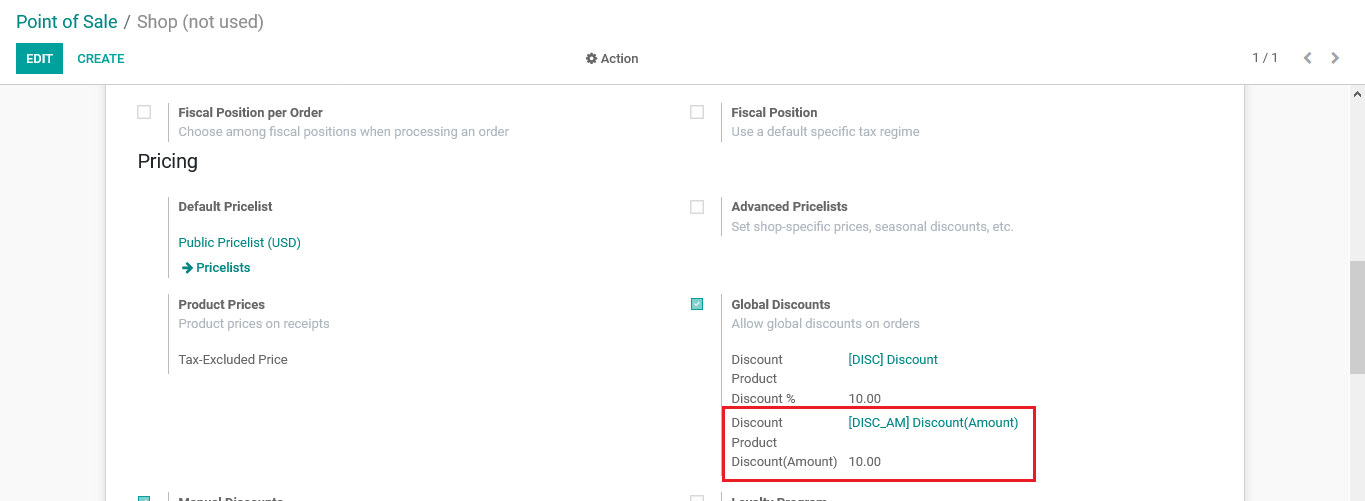 Point of Sale / Shop (not used)
EDIT CREATE Action 1 / 1
Fiscal Position per Order
Choose among fiscal positions when processing an order
Fiscal Position
Use a default specific tax regime
Pricing
Default Pricelist
Public Pricelist (USD)
Pricelists
Advanced Pricelists
Set shop-specific prices, seasonal discounts, etc.
Product Prices
Product prices on receipts
Tax-Excluded Price
Global Discounts
Allow global discounts on orders
Discount [DISC] Discount
Product
Discount % 10.00
Discount [DISC_AM] Discount(Amount)
Product
Discount(Amount) 10.00
Manual Discounts
Loyalty Program